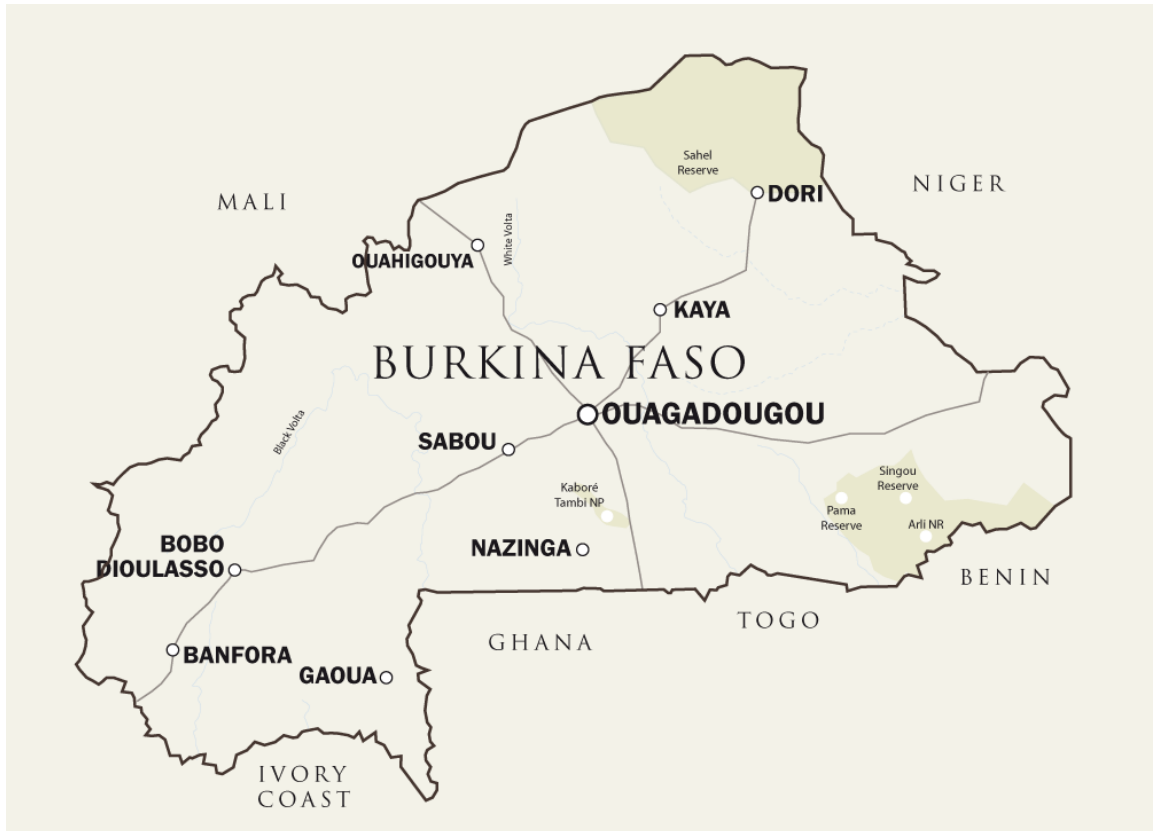 Sahel
Reserve
NIGER
MALI
DORI
White Volta
OUAHIGOUYA
KAYA
BURKINA FASO
OUAGADOUGOU
Black Volta
SABOU
Singou
Reserve
Kaboré
Tambi NP
Pama
Reserve
Arli NR
BOBO
DIOULASSO
NAZINGA
BENIN
TOGO
GHANA
BANFORA
GAOUA
IVORY
COAST